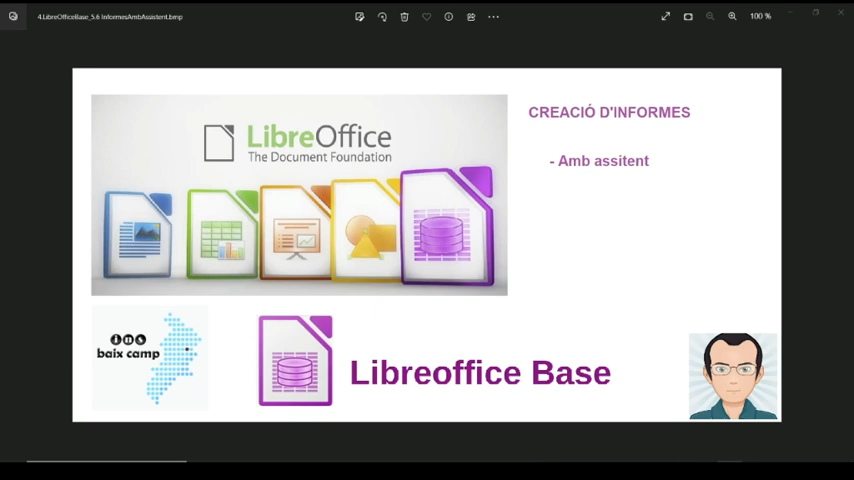 4.LibreOfficeBase_5.6 InformesAmbAssistent.bmp
100 %
LibreOffice
The Document Foundation
CREACIÓ D'INFORMES
- Amb assitent
ins
baix camp
Libreoffice Base